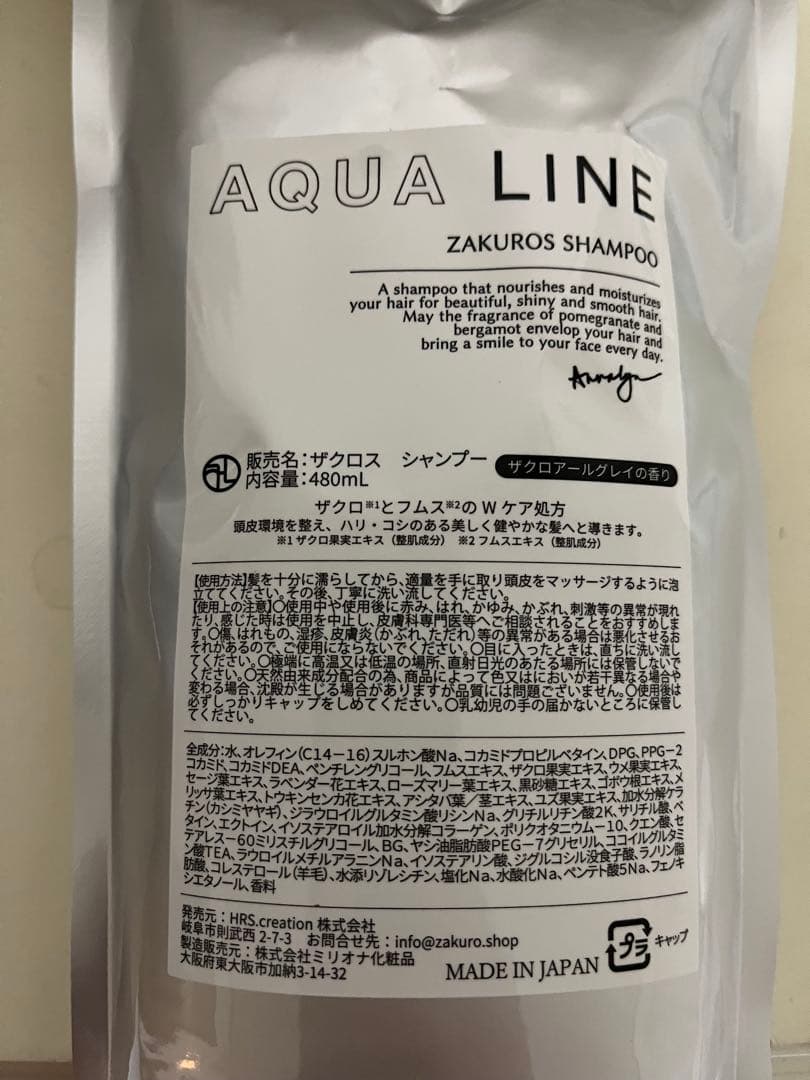 AQUA LINE
ZAKUROS SHAMPOO
A shampoo that nourishes and moisturizes
your hair for beautiful, shiny and smooth hair.
May the fragrance of pomegranate and
bergamot envelop your hair and
bring a smile to your face every day.
販売名：ザクロス シャンプー
ザクロアールグレイの香り
内容量：480mL
ザクロ※1とフムス※2の W ケア処方
頭皮環境を整え、ハリ・コシのある美しく健やかな髪へと導きます。
※1 ザクロ果実エキス（整肌成分） ※2 フムスエキス（整肌成分）
【使用方法】髪を十分に濡らしてから、適量を手に取り頭皮をマッサージするように泡
立ててください。その後、丁寧に洗い流してください。
【使用上の注意】〇使用中や使用後に赤み、はれ、かゆみ、かぶれ、刺激等の異常が現れ
たり、感じた時は使用を中止し、皮膚科専門医等へご相談されることをおすすめしま
す。〇傷、はれもの、湿疹、皮膚炎（かぶれ、ただれ）等の異常がある場合は悪化させるお
それがあるので、ご使用にならないでください。〇目に入ったときは、直ちに洗い流し
てください。〇極端に高温又は低温の場所、直射日光のあたる場所には保管しないで
ください。〇天然由来成分配合の為、商品によって色又はにおいが若干異なる場合や
変わる場合、沈殿が生じる場合がありますが品質には問題ございません。〇使用後は
必ずしっかりキャップをしめてください。〇乳幼児の手の届かないところに保管し
てください。
全成分：水、オレフィン（C14－16）スルホン酸Na、コカミドプロピルベタイン、DPG、PPG－2
コカミド、コカミドDEA、ペンチレングリコール、フムスエキス、ザクロ果実エキス、ウメ果実エキス、
セージ葉エキス、ラベンダー花エキス、ローズマリー葉エキス、黒砂糖エキス、ゴボウ根エキス、メ
リッサ葉エキス、トウキンセンカ花エキス、アシタバ葉／茎エキス、ユズ果実エキス、加水分解ケラ
チン（カシミヤヤギ）、ジラウロイルグルタミン酸リシンNa、グリチルリチン酸2K、サリチル酸、ベ
タイン、エクトイン、イソステアロイル加水分解コラーゲン、ポリクオタニウム－10、クエン酸、セ
テアレス－60ミリスチルグリコール、BG、ヤシ油脂肪酸PEG－7グリセリル、ココイルグルタミ
ン酸TEA、ラウロイルメチルアラニンNa、イソステアリン酸、ジグルコシル没食子酸、ラノリン脂
肪酸、コレステロール（羊毛）、水添リゾレシチン、塩化Na、水酸化Na、ペンテト酸5Na、フェノキ
シエタノール、香料
発売元：HRS.creation 株式会社
岐阜市則武西 2-7-3 お問合せ先：info@zakuro.shop
製造販売元：株式会社ミリオナ化粧品
大阪府東大阪市加納3-14-32
MADE IN JAPAN
プラ
キャップ